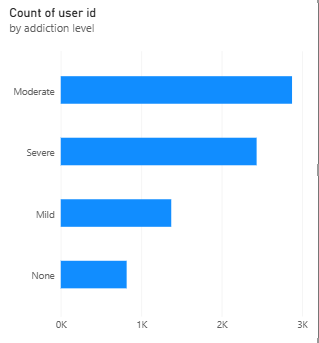 Count of user id
by addiction level
Moderate
Severe
Mild
None
0K 1K 2K 3K